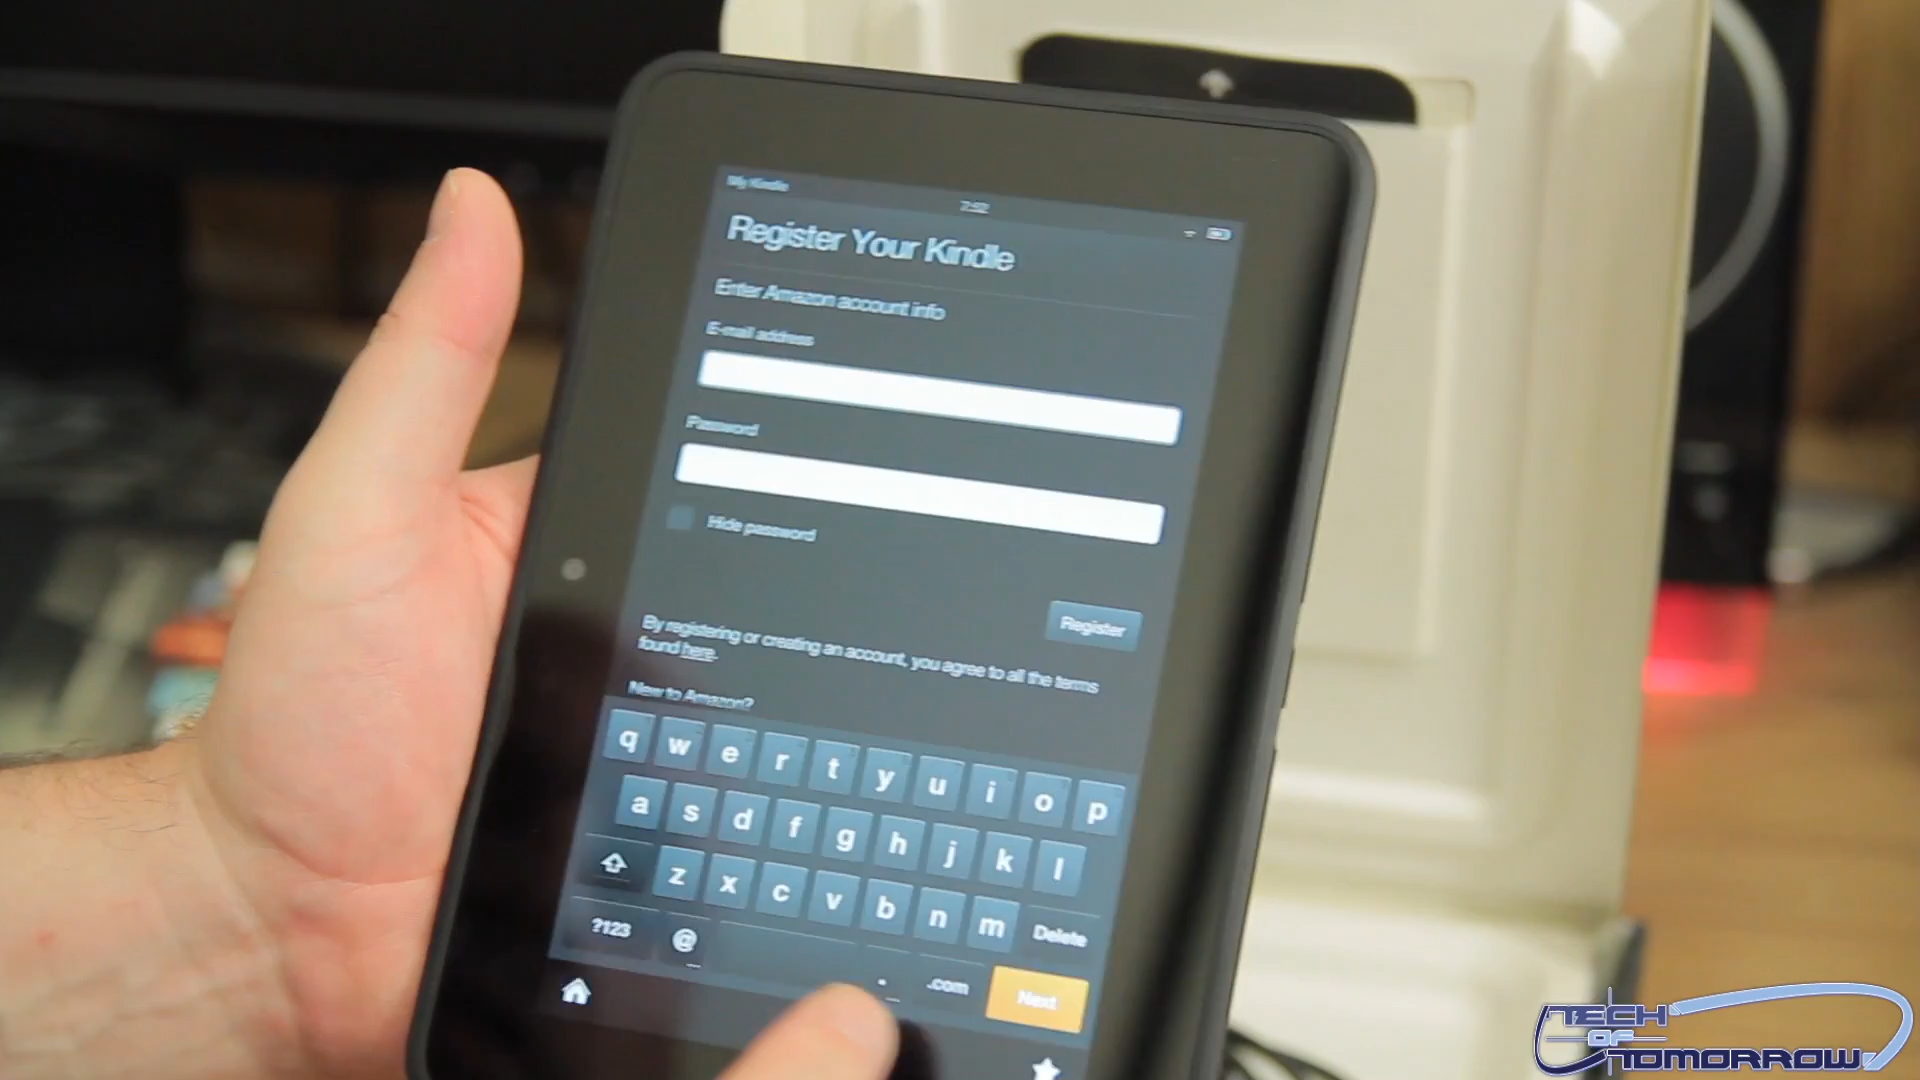 My Kindle
7:52
Register Your Kindle
Enter Amazon account info
E-mail address
Password
Hide password
Register
By registering or creating an account, you agree to all the terms
found here.
New to Amazon?
q w e r t y u i o p
a s d f g h j k l
z x c v b n m Delete
?123 @ . .com Next
TECH
OF
TOMORROW